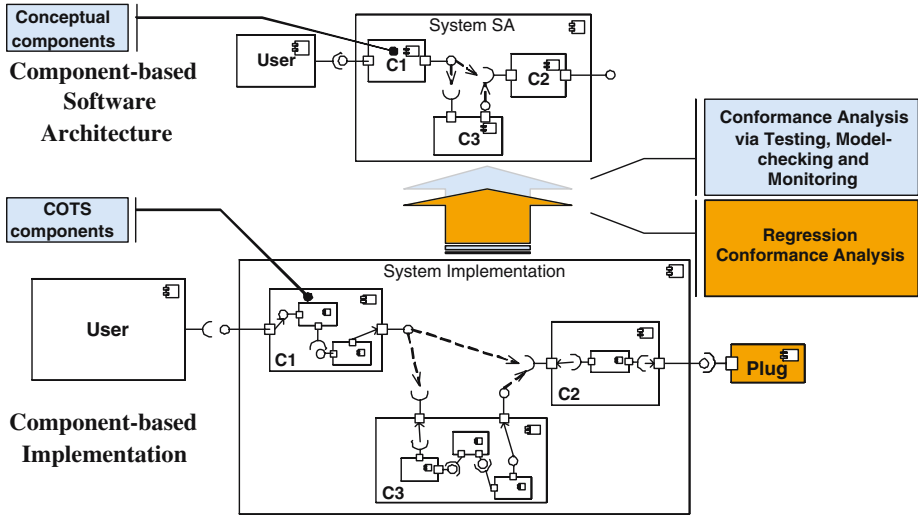 Conceptual
components
Component-based
Software
Architecture
System SA
User
C1
C2
C3
Conformance Analysis
via Testing, Model-
checking and
Monitoring
Regression
Conformance Analysis
COTS
components
System Implementation
User
C1
C2
Plug
C3
Component-based
Implementation